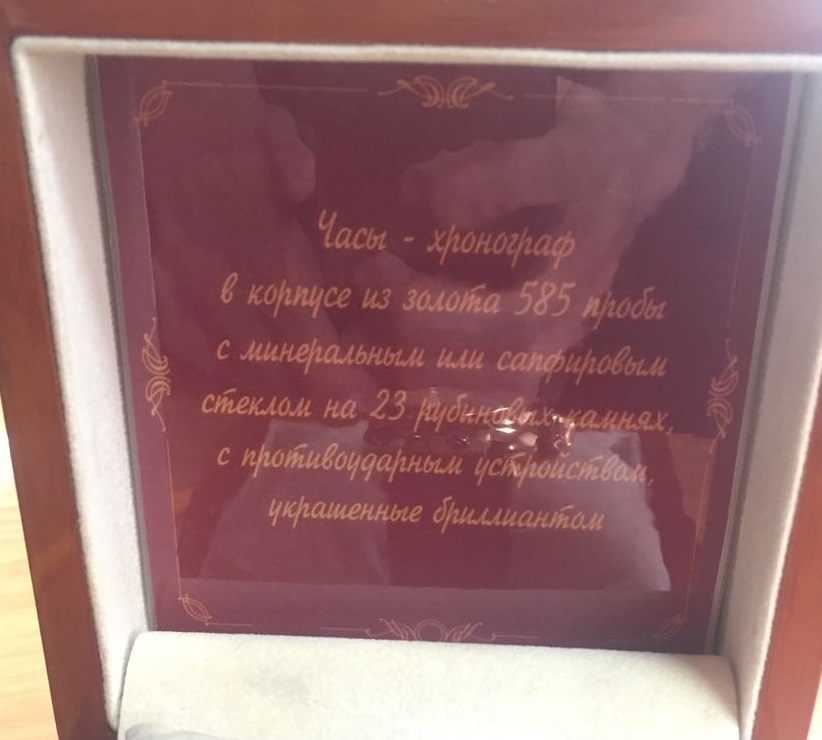 Часы - хронограф
в корпусе из золота 585 пробы
с минеральным или сапфировым
стеклом на 23 рубиновых камнях,
с противоударным устройством,
украшенные бриллиантом